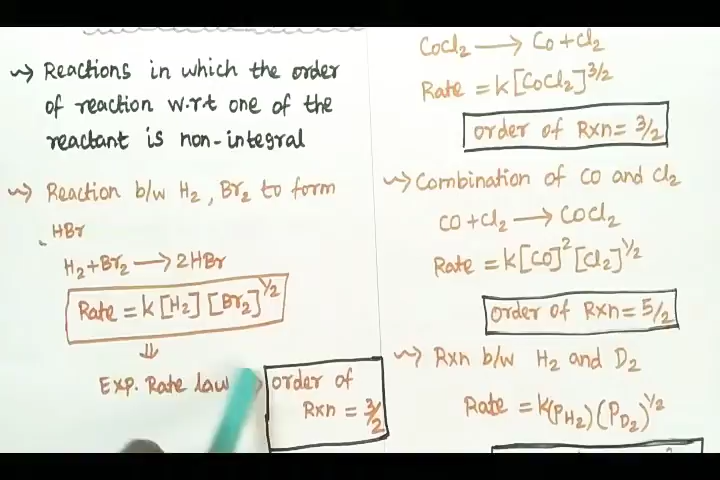 ⇝ Reactions in which the order
of reaction w.r.t one of the
reactant is non-integral
⇝ Reaction b/w H₂, Br₂ to form
HBr
H₂ + Br₂ ⟶ 2HBr
Rate = k [H₂] [Br₂]^1/2
⇓
Exp. Rate law
order of
Rxn = 3/2
COCl₂ ⟶ CO + Cl₂
Rate = k [COCl₂]^3/2
order of Rxn = 3/2
⇝ Combination of CO and Cl₂
CO + Cl₂ ⟶ COCl₂
Rate = k [CO]² [Cl₂]^1/2
order of Rxn = 5/2
⇝ Rxn b/w H₂ and D₂
Rate = k(P_H₂) (P_D₂)^1/2